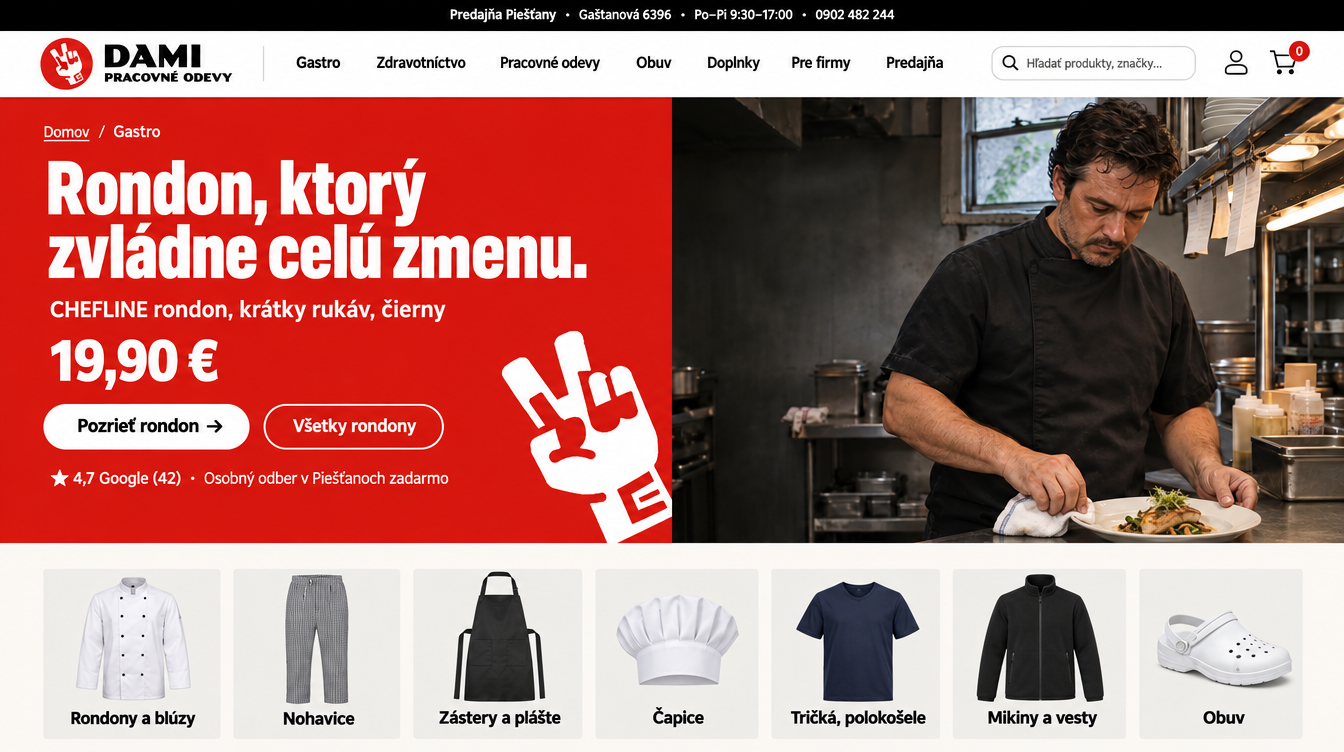 Predajňa Piešťany • Gaštanová 6396 • Po–Pi 9:30–17:00 • 0902 482 244
DAMI
PRACOVNÉ ODEVY
Gastro Zdravotníctvo Pracovné odevy Obuv Doplnky Pre firmy Predajňa
Hľadať produkty, značky...
0
Domov / Gastro
Rondon, ktorý
zvládne celú zmenu.
CHEFLINE rondon, krátky rukáv, čierny
19,90 €
Pozrieť rondon →
Všetky rondony
★ 4,7 Google (42) • Osobný odber v Piešťanoch zadarmo
Rondony a blúzy
Nohavice
Zástery a plášte
Čapice
Tričká, polokošele
Mikiny a vesty
Obuv